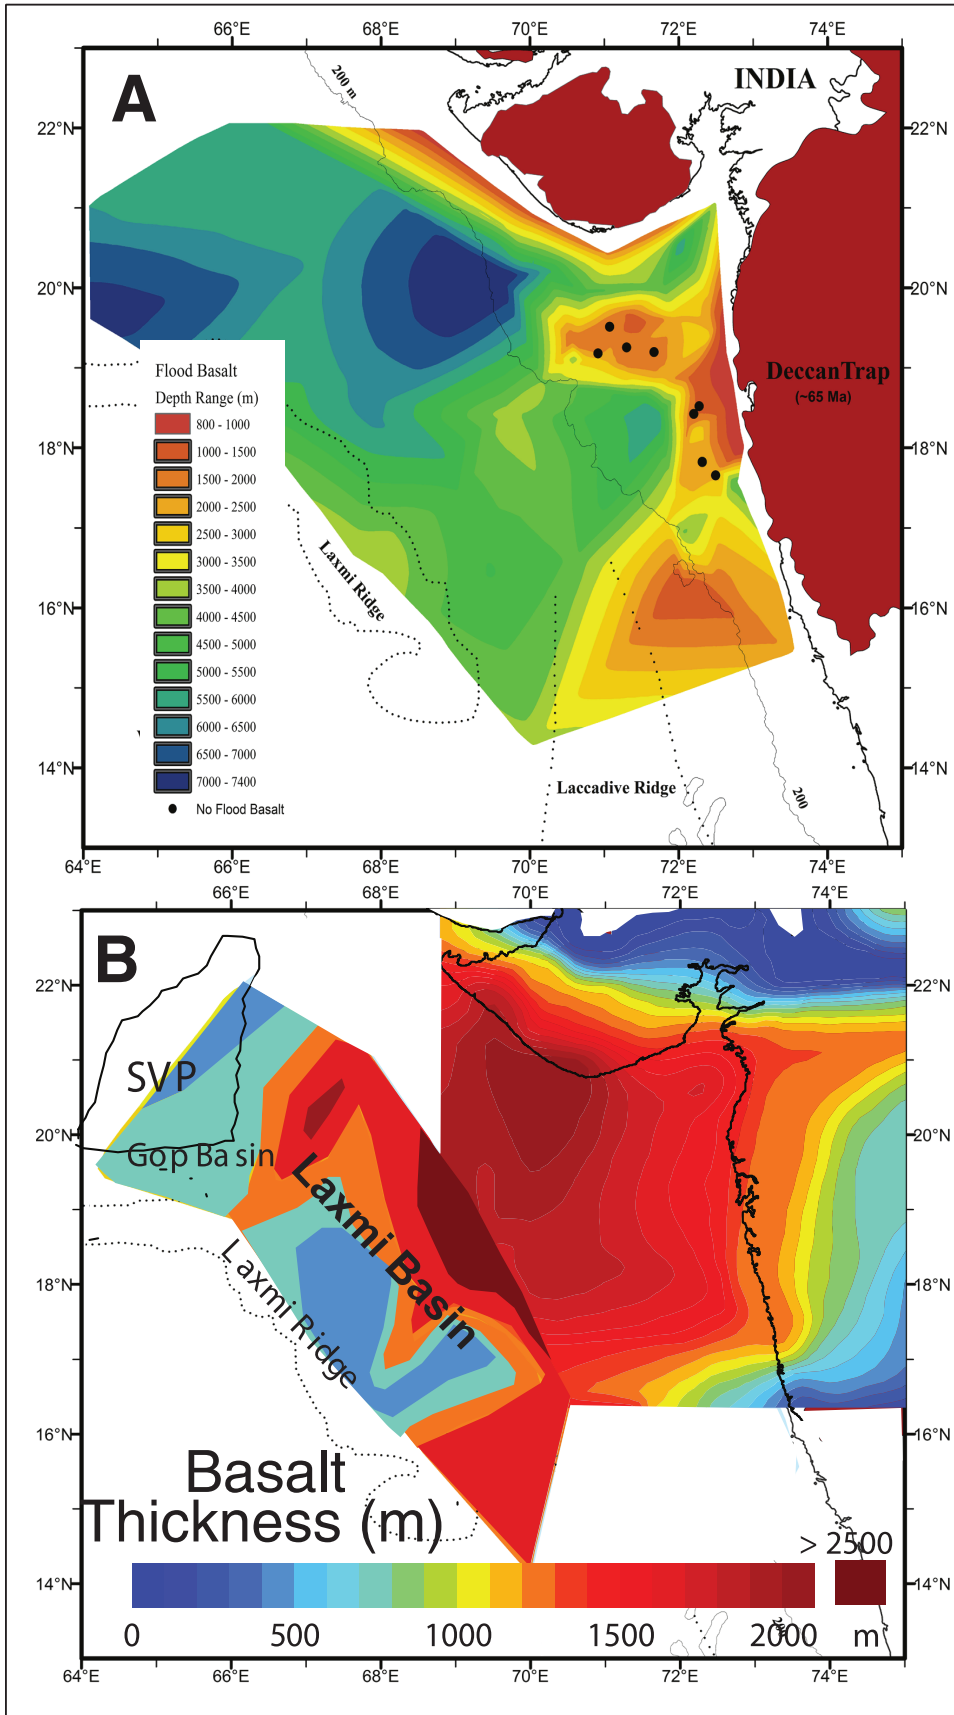 66°E 68°E 70°E 72°E 74°E
A
INDIA
200 m
22°N 22°N
20°N 20°N
DeccanTrap
(~65 Ma)
Flood Basalt
Depth Range (m)
800 - 1000
1000 - 1500
1500 - 2000
2000 - 2500
2500 - 3000
3000 - 3500
3500 - 4000
4000 - 4500
4500 - 5000
5000 - 5500
5500 - 6000
6000 - 6500
6500 - 7000
7000 - 7400
No Flood Basalt
18°N 18°N
Laxmi Ridge
16°N 16°N
14°N 14°N
Laccadive Ridge
200
64°E 66°E 68°E 70°E 72°E 74°E
66°E 68°E 70°E 72°E 74°E
B
22°N 22°N
SVP
20°N 20°N
Gop Basin
Laxmi Basin
Laxmi Ridge
18°N 18°N
16°N 16°N
Basalt
Thickness (m)
> 2500
14°N 14°N
0 500 1000 1500 2000 m
200
64°E 66°E 68°E 70°E 72°E 74°E